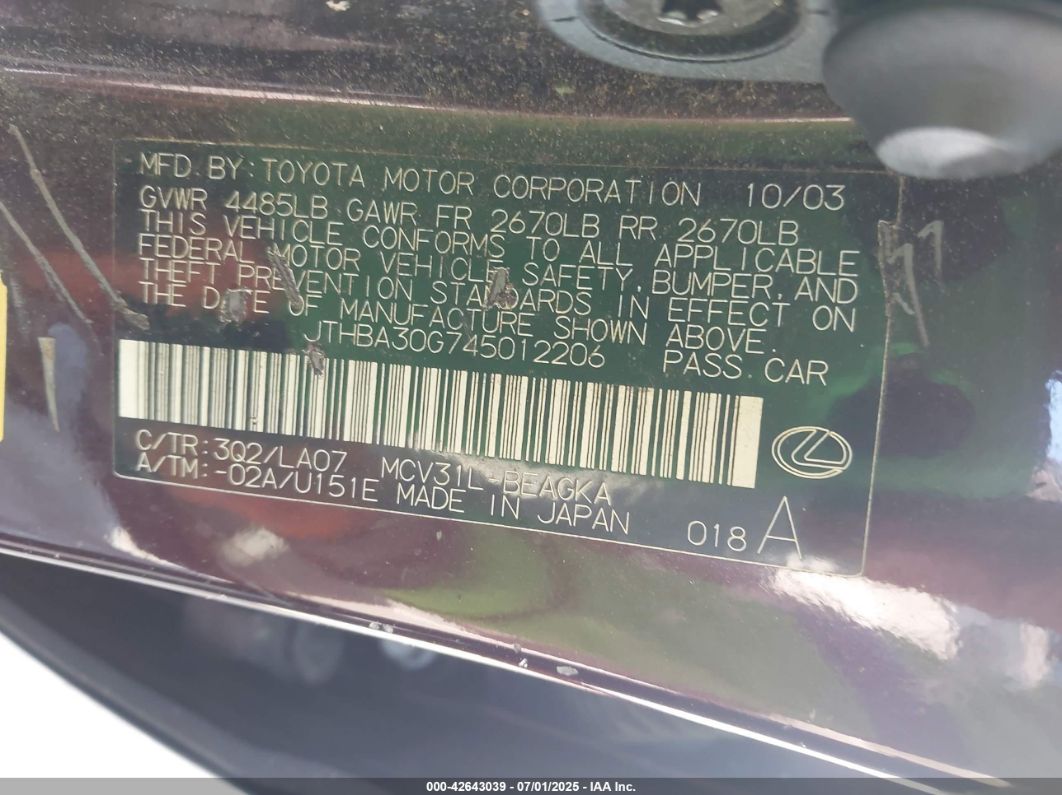 MFD. BY: TOYOTA MOTOR CORPORATION 10/03
GVWR 4485LB GAWR FR 2670LB RR 2670LB
THIS VEHICLE CONFORMS TO ALL APPLICABLE
FEDERAL MOTOR VEHICLE SAFETY, BUMPER, AND
THEFT PREVENTION STANDARDS IN EFFECT ON
THE DATE OF MANUFACTURE SHOWN ABOVE.
JTHBA30G745012206 PASS. CAR
C/TR: 3Q2/LA07 MCV31L-BEAGKA
A/TM: -02A/U151E MADE IN JAPAN
018 A
000-42643039 - 07/01/2025 - IAA Inc.